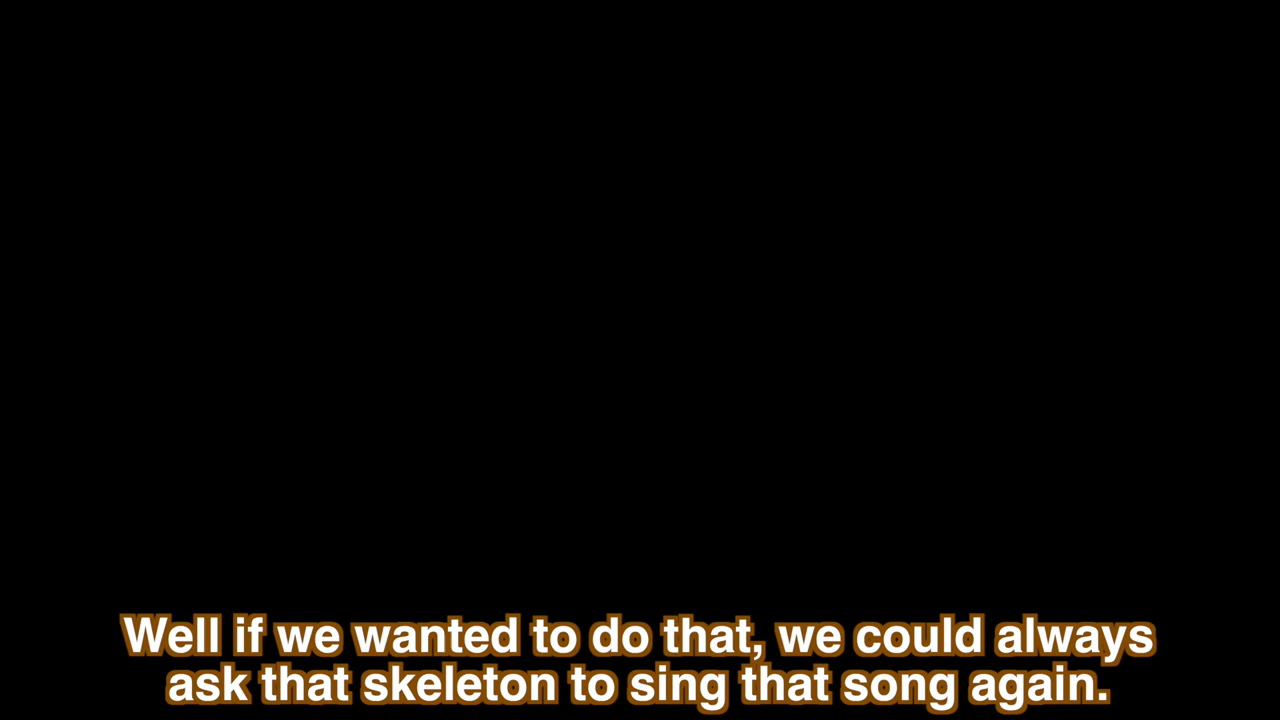 Well if we wanted to do that, we could always
ask that skeleton to sing that song again.